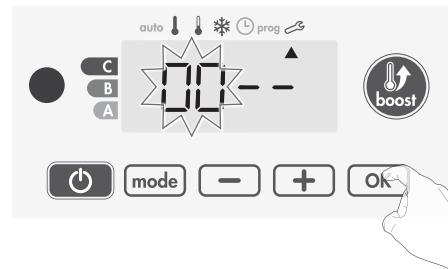 auto prog
C
B
A
00--
boost
mode - + OK